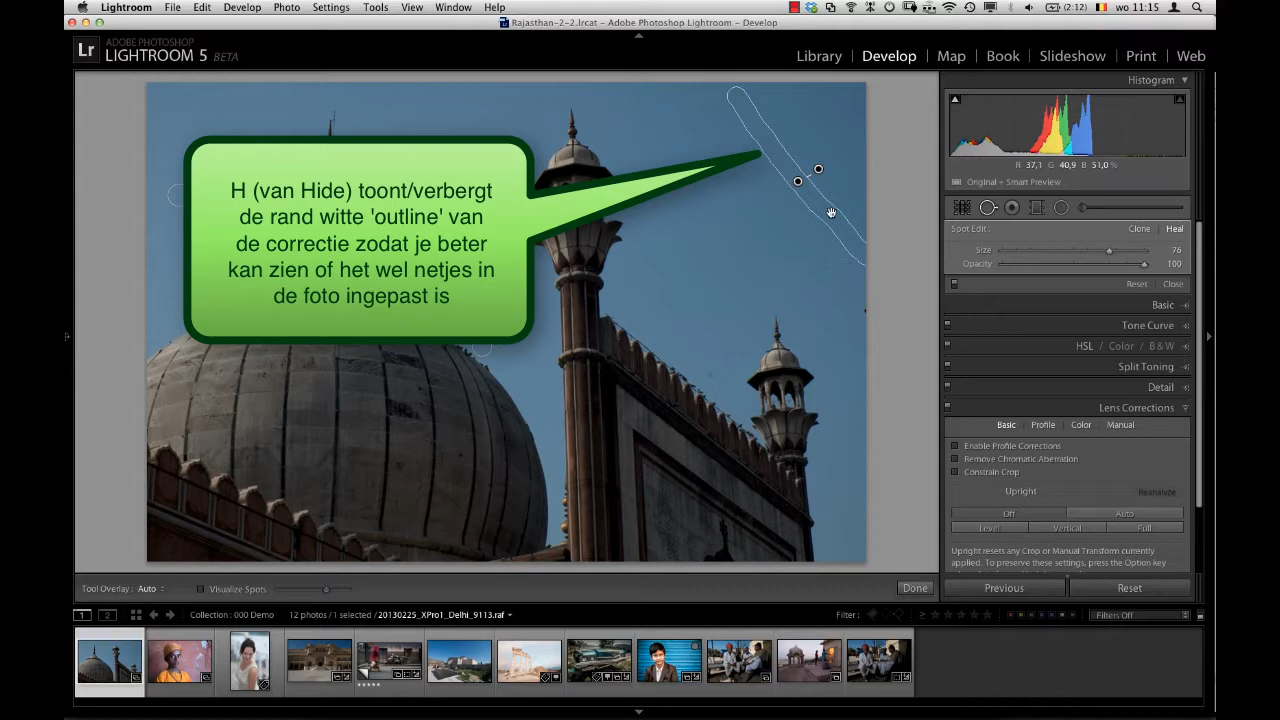 Lightroom File Edit Develop Photo Settings Tools View Window Help (2:12) wo 11:15
Rajasthan-2-2.lrcat - Adobe Photoshop Lightroom - Develop
Lr ADOBE PHOTOSHOP
LIGHTROOM 5 BETA
Library Develop Map Book Slideshow Print Web
Histogram
R 37,1 G 40,9 B 51,0 %
Original + Smart Preview
Spot Edit : Clone Heal
Size 76
Opacity 100
Reset Close
Basic
Tone Curve
HSL / Color / B & W
Split Toning
Detail
Lens Corrections
Basic Profile Color Manual
Enable Profile Corrections
Remove Chromatic Aberration
Constrain Crop
Upright Reanalyze
Off Auto
Level Vertical Full
Upright resets any Crop or Manual Transform currently
applied. To preserve these settings, press the Option key
Previous Reset
H (van Hide) toont/verbergt
de rand witte 'outline' van
de correctie zodat je beter
kan zien of het wel netjes in
de foto ingepast is
Tool Overlay : Auto Visualize Spots Done
1 2 Collection : 000 Demo 12 photos / 1 selected / 20130225_XPro1_Delhi_9113.raf Filter : Filters Off